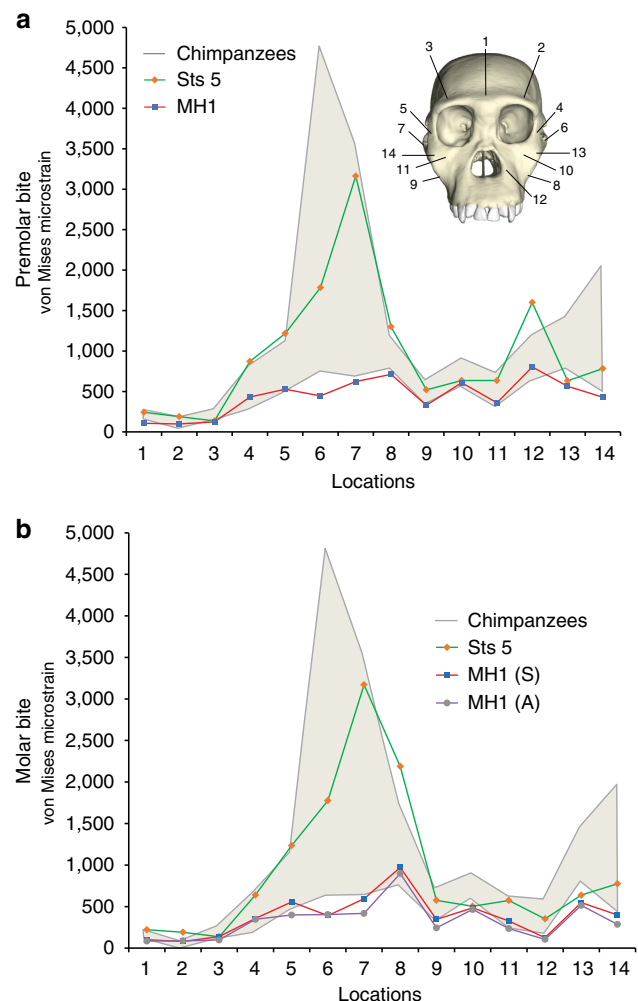 a
5,000
4,500
4,000
3,500
3,000
2,500
2,000
1,500
1,000
500
0
Premolar bite
von Mises microstrain
Chimpanzees
Sts 5
MH1
1
2
3
4
5
6
7
8
9
10
11
12
13
14
1 2 3 4 5 6 7 8 9 10 11 12 13 14
Locations
b
5,000
4,500
4,000
3,500
3,000
2,500
2,000
1,500
1,000
500
0
Molar bite
von Mises microstrain
Chimpanzees
Sts 5
MH1 (S)
MH1 (A)
1 2 3 4 5 6 7 8 9 10 11 12 13 14
Locations